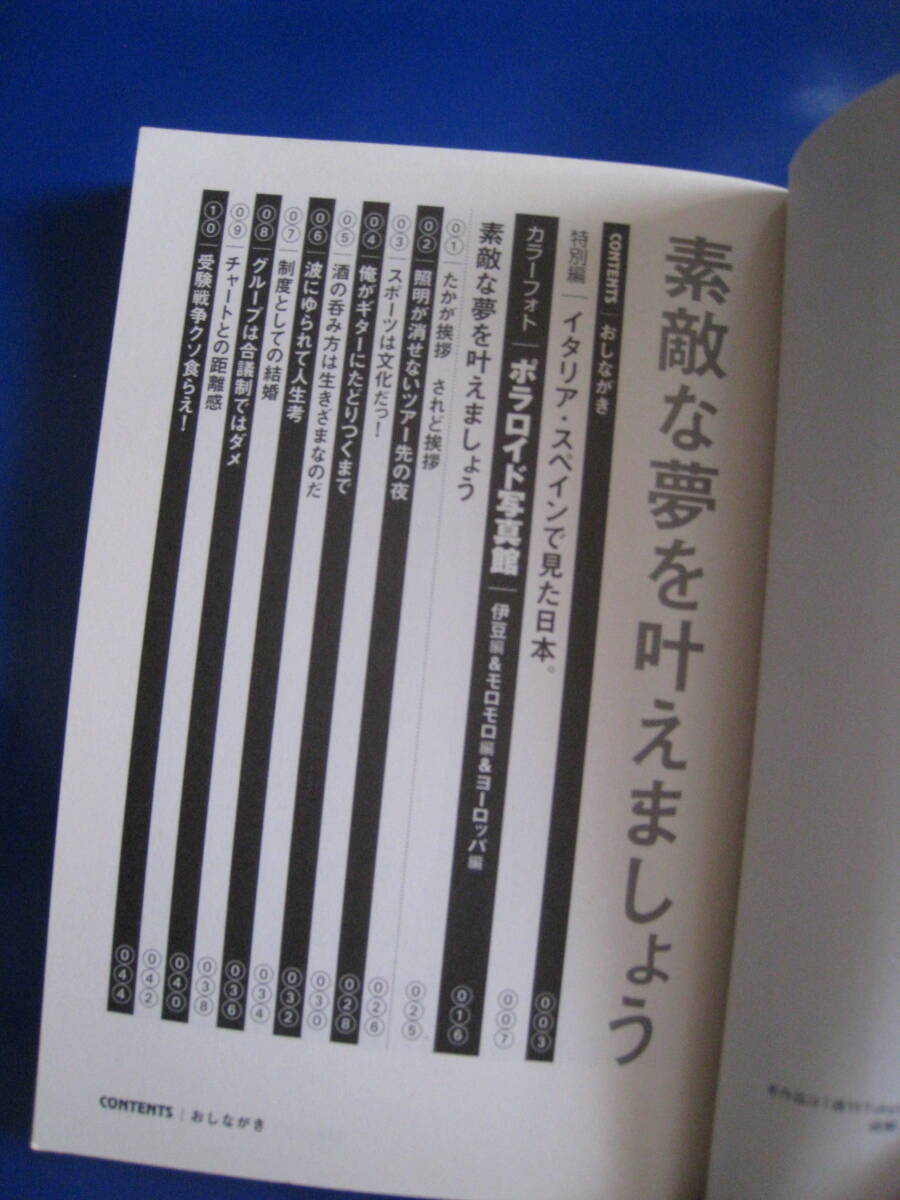 素敵な夢を叶えましょう
CONTENTS | おしながき 003
特別編 | イタリア・スペインで見た日本。 007
カラーフォト | ポラロイド写真館 | 伊豆編&モロモロ編&ヨーロッパ編 016
素敵な夢を叶えましょう 025
01 | たかが挨拶 されど挨拶 026
02 | 照明が消せないツアー先の夜 028
03 | スポーツは文化だっ! 030
04 | 俺がギターにたどりつくまで 032
05 | 酒の呑み方は生きざまなのだ 034
06 | 波にゆられて人生考 036
07 | 制度としての結婚 038
08 | グループは合議制ではダメ 040
09 | チャートとの距離感 042
10 | 受験戦争クソ食らえ! 044
CONTENTS | おしながき